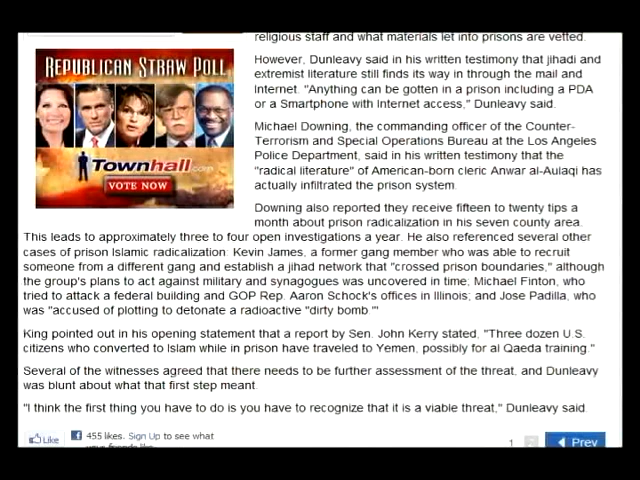 religious staff and what materials let into prisons are vetted.
REPUBLICAN STRAW POLL
Townhall.com
VOTE NOW
However, Dunleavy said in his written testimony that jihadi and
extremist literature still finds its way in through the mail and
Internet. "Anything can be gotten in a prison including a PDA
or a Smartphone with Internet access," Dunleavy said.
Michael Downing, the commanding officer of the Counter-
Terrorism and Special Operations Bureau at the Los Angeles
Police Department, said in his written testimony that the
"radical literature" of American-born cleric Anwar al-Aulaqi has
actually infiltrated the prison system.
Downing also reported they receive fifteen to twenty tips a
month about prison radicalization in his seven county area.
This leads to approximately three to four open investigations a year. He also referenced several other
cases of prison Islamic radicalization: Kevin James, a former gang member who was able to recruit
someone from a different gang and establish a jihad network that "crossed prison boundaries," although
the group's plans to act against military and synagogues was uncovered in time; Michael Finton, who
tried to attack a federal building and GOP Rep. Aaron Schock's offices in Illinois; and Jose Padilla, who
was "accused of plotting to detonate a radioactive "dirty bomb.""
King pointed out in his opening statement that a report by Sen. John Kerry stated, "Three dozen U.S.
citizens who converted to Islam while in prison have traveled to Yemen, possibly for al Qaeda training."
Several of the witnesses agreed that there needs to be further assessment of the threat, and Dunleavy
was blunt about what that first step meant.
"I think the first thing you have to do is you have to recognize that it is a viable threat," Dunleavy said.
Like
455 likes. Sign Up to see what
your friends like.
1
2
Prev